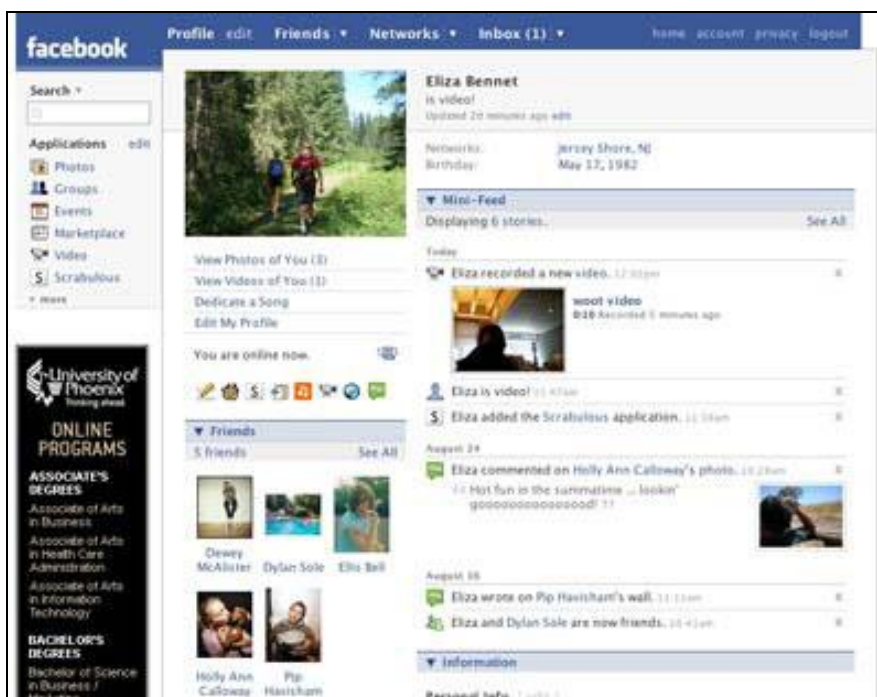 facebook
Profile edit Friends ▾ Networks ▾ Inbox (1) ▾ home account privacy logout
Search ▾
Applications edit
Photos
Groups
Events
Marketplace
Video
Scrabulous
more
University of
Phoenix
Thinking ahead.
ONLINE
PROGRAMS
ASSOCIATE'S
DEGREES
Associate of Arts
in Business
Associate of Arts
in Health Care
Administration
Associate of Arts
in Information
Technology
BACHELOR'S
DEGREES
Bachelor of Science
in Business /
View Photos of You (3)
View Videos of You (3)
Dedicate a Song
Edit My Profile
You are online now.
▼ Friends
5 friends See All
Dewey
McAlister
Dylan Sole
Ellis Bell
Holly Ann
Calloway
Pip
Havisham
Eliza Bennet
is video!
Updated 20 minutes ago edit
Networks: Jersey Shore, NJ
Birthday: May 17, 1982
▼ Mini-Feed
Displaying 6 stories. See All
Today
Eliza recorded a new video.
woot video
0:10 Recorded 5 minutes ago
Eliza is video!
Eliza added the Scrabulous application.
August 24
Eliza commented on Holly Ann Calloway's photo.
Hot fun in the summatime ... lookin'
Eliza wrote on Pip Havisham's wall.
Eliza and Dylan Sole are now friends.
▼ Information
Personal Info